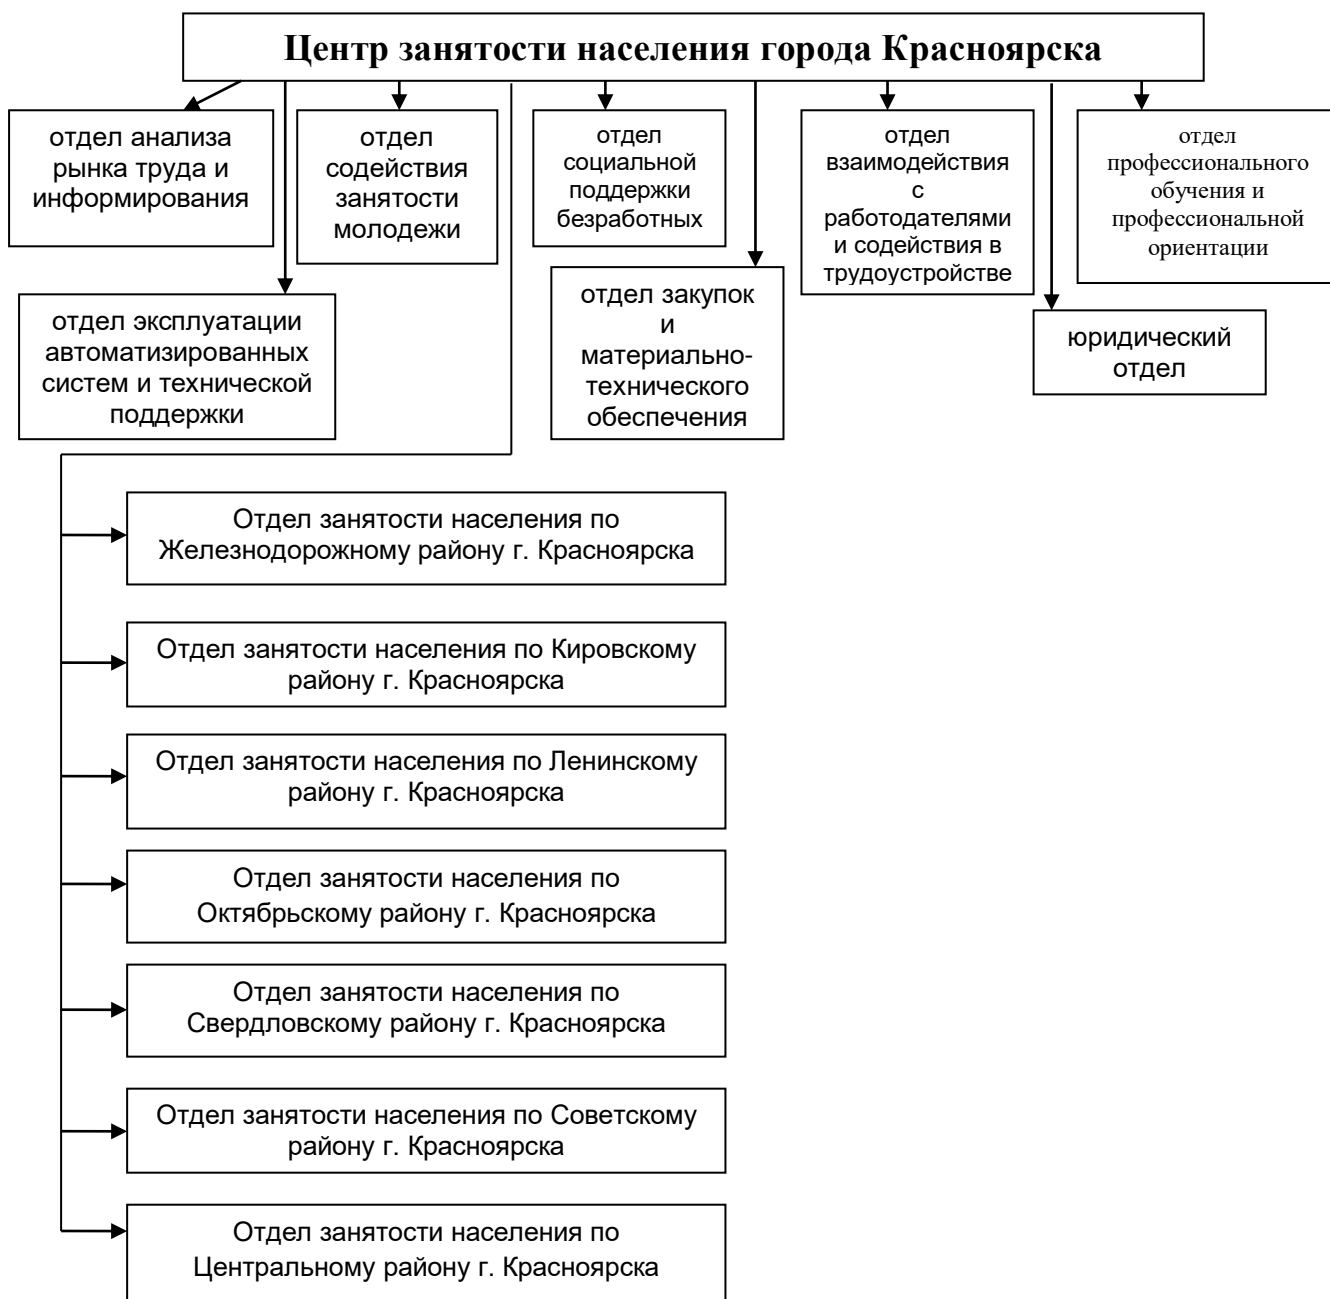 Центр занятости населения города Красноярска
отдел анализа
рынка труда и
информирования
отдел
содействия
занятости
молодежи
отдел
социальной
поддержки
безработных
отдел
взаимодействия
с
работодателями
и содействия в
трудоустройстве
отдел
профессионального
обучения и
профессиональной
ориентации
отдел эксплуатации
автоматизированных
систем и технической
поддержки
отдел закупок
и
материально-
технического
обеспечения
юридический
отдел
Отдел занятости населения по
Железнодорожному району г. Красноярска
Отдел занятости населения по Кировскому
району г. Красноярска
Отдел занятости населения по Ленинскому
району г. Красноярска
Отдел занятости населения по
Октябрьскому району г. Красноярска
Отдел занятости населения по
Свердловскому району г. Красноярска
Отдел занятости населения по Советскому
району г. Красноярска
Отдел занятости населения по
Центральному району г. Красноярска